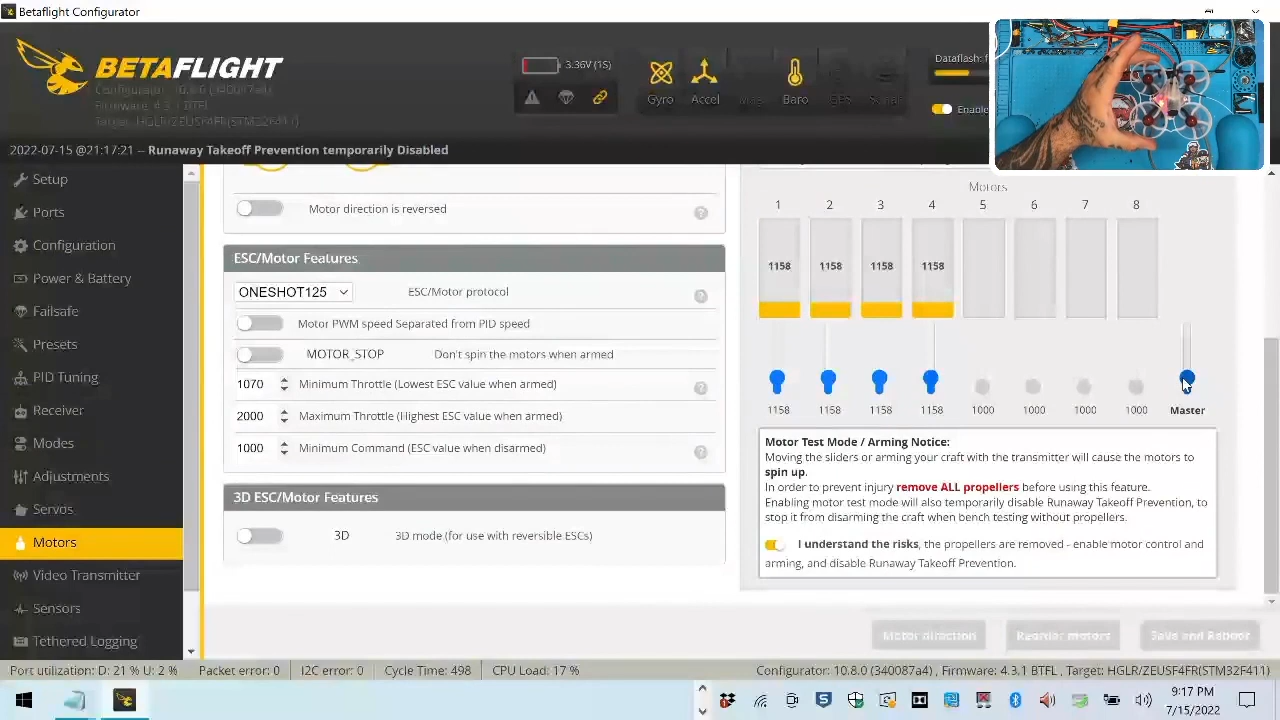 Betaflight Configurator
BETAFLIGHT
Firmware: 4.3.1 BTFL
Target: HGLR/ZEUSF4FR(STM32F411)
3.36V (1S)
Gyro
Accel
Baro
Dataflash: f
Enable
2022-07-15 @21:17:21 -- Runaway Takeoff Prevention temporarily Disabled
Setup
Ports
Configuration
Power & Battery
Failsafe
Presets
PID Tuning
Receiver
Modes
Adjustments
Servos
Motors
Video Transmitter
Sensors
Tethered Logging
Motor direction is reversed
ESC/Motor Features
ONESHOT125 ESC/Motor protocol
Motor PWM speed Separated from PID speed
MOTOR_STOP Don't spin the motors when armed
1070 Minimum Throttle (Lowest ESC value when armed)
2000 Maximum Throttle (Highest ESC value when armed)
1000 Minimum Command (ESC value when disarmed)
3D ESC/Motor Features
3D 3D mode (for use with reversible ESCs)
Motors
1 2 3 4 5 6 7 8
1158 1158 1158 1158
1158 1158 1158 1158 1000 1000 1000 1000 Master
Motor Test Mode / Arming Notice:
Moving the sliders or arming your craft with the transmitter will cause the motors to
spin up.
In order to prevent injury remove ALL propellers before using this feature.
Enabling motor test mode will also temporarily disable Runaway Takeoff Prevention, to
stop it from disarming the craft when bench testing without propellers.
I understand the risks, the propellers are removed - enable motor control and
arming, and disable Runaway Takeoff Prevention.
Motor direction Reorder motors Save and Reboot
Port utilization: D: 21 % U: 2 % Packet error: 0 I2C error: 0 Cycle Time: 498 CPU Load: 17 % Configurator: 10.8.0 (340087a4), Firmware: 4.3.1 BTFL, Target: HGLR/ZEUSF4FR(STM32F411)
9:17 PM
7/15/2022